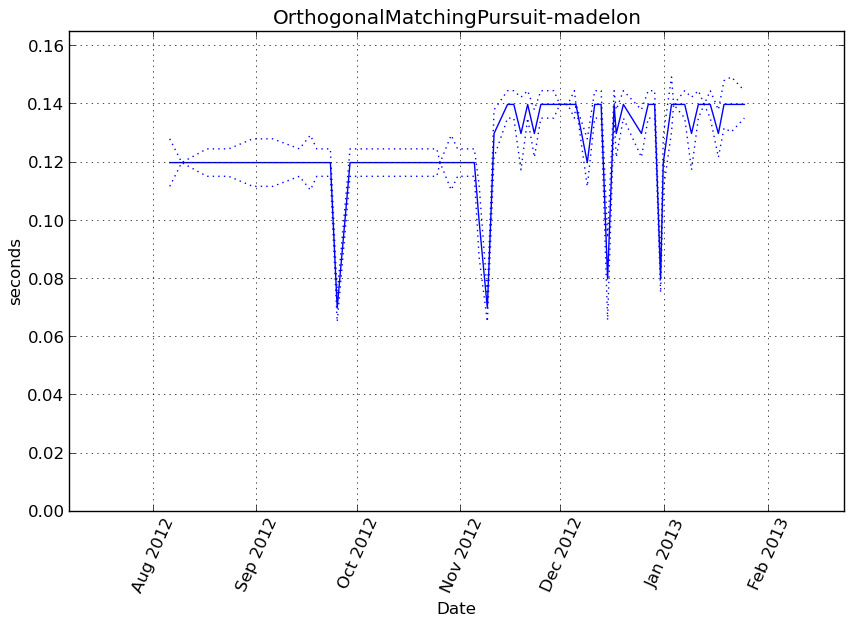 OrthogonalMatchingPursuit-madelon
0.16
0.14
0.12
0.10
0.08
0.06
0.04
0.02
0.00
seconds
Aug 2012
Sep 2012
Oct 2012
Nov 2012
Dec 2012
Jan 2013
Feb 2013
Date